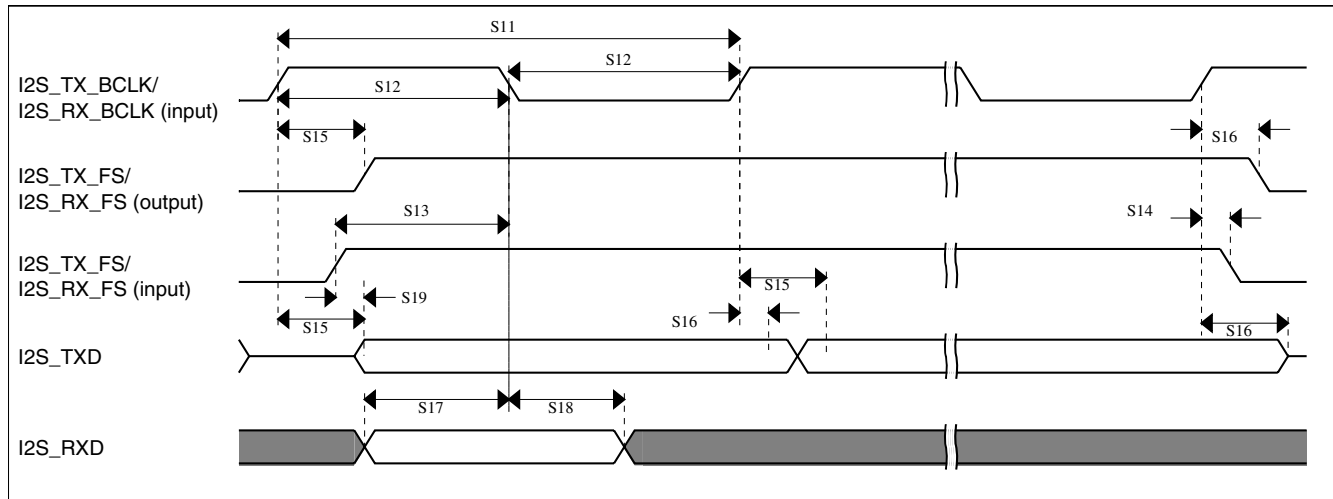 S11
I2S_TX_BCLK/
I2S_RX_BCLK (input)
S12
S12
S15
S16
I2S_TX_FS/
I2S_RX_FS (output)
S13
S14
I2S_TX_FS/
I2S_RX_FS (input)
S15
S19
S16
S15
S16
I2S_TXD
S17
S18
I2S_RXD